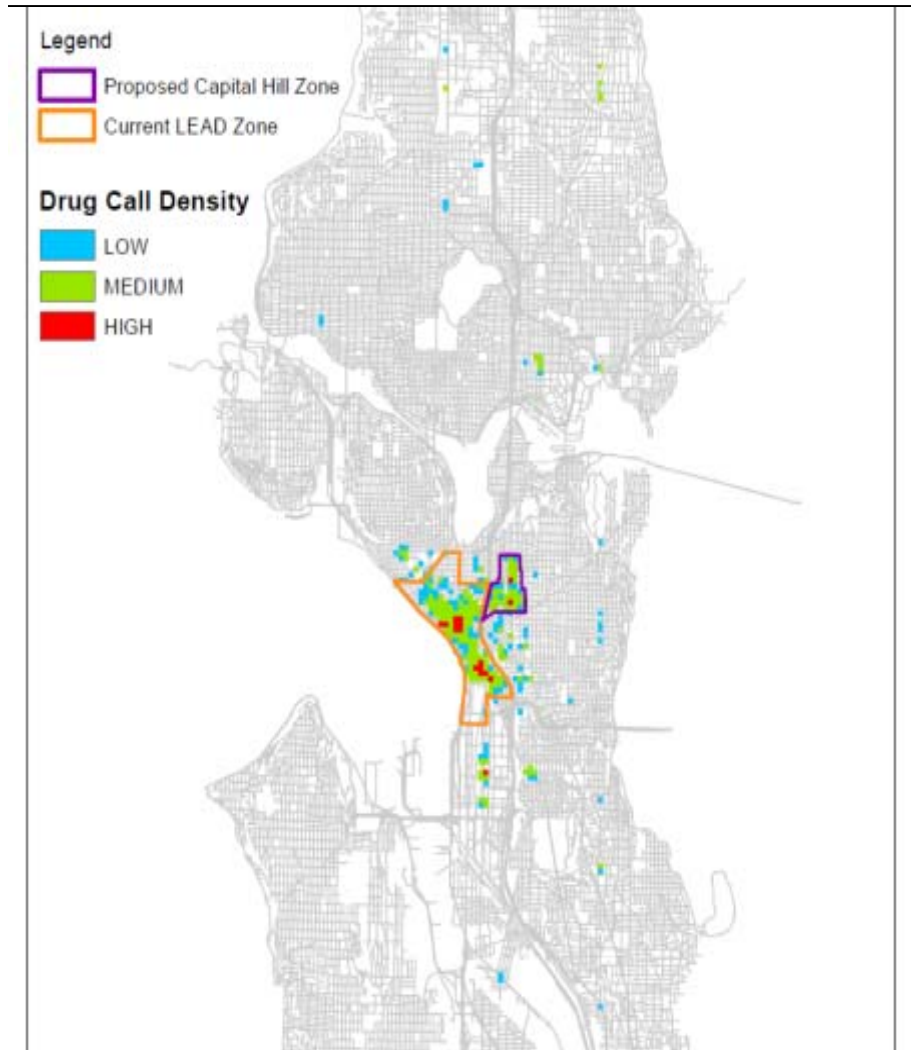 Legend
Proposed Capital Hill Zone
Current LEAD Zone
Drug Call Density
LOW
MEDIUM
HIGH